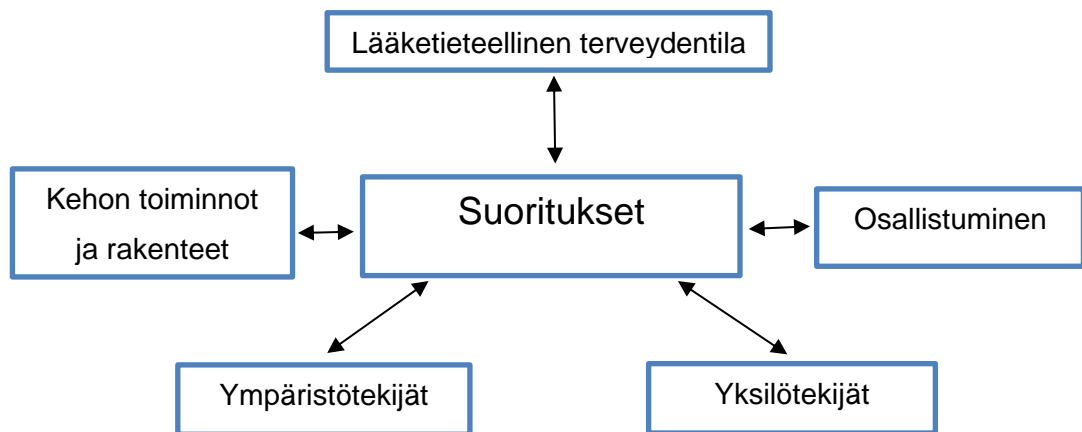 Lääketieteellinen terveydentila
Kehon toiminnot
ja rakenteet
Suoritukset
Osallistuminen
Ympäristötekijät
Yksilötekijät